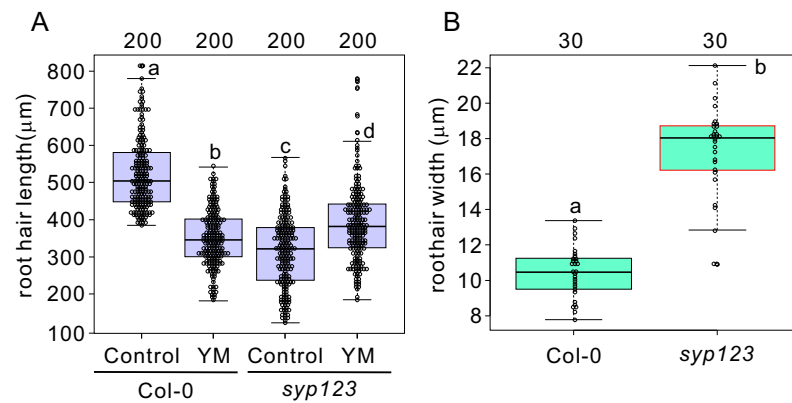 A
200 200 200 200
root hair length(μm)
800
700
600
500
400
300
200
100
a
b
c
d
Control YM Control YM
Col-0 syp123
B
30 30
roothair width (μm)
22
20
18
16
14
12
10
8
a
b
Col-0 syp123